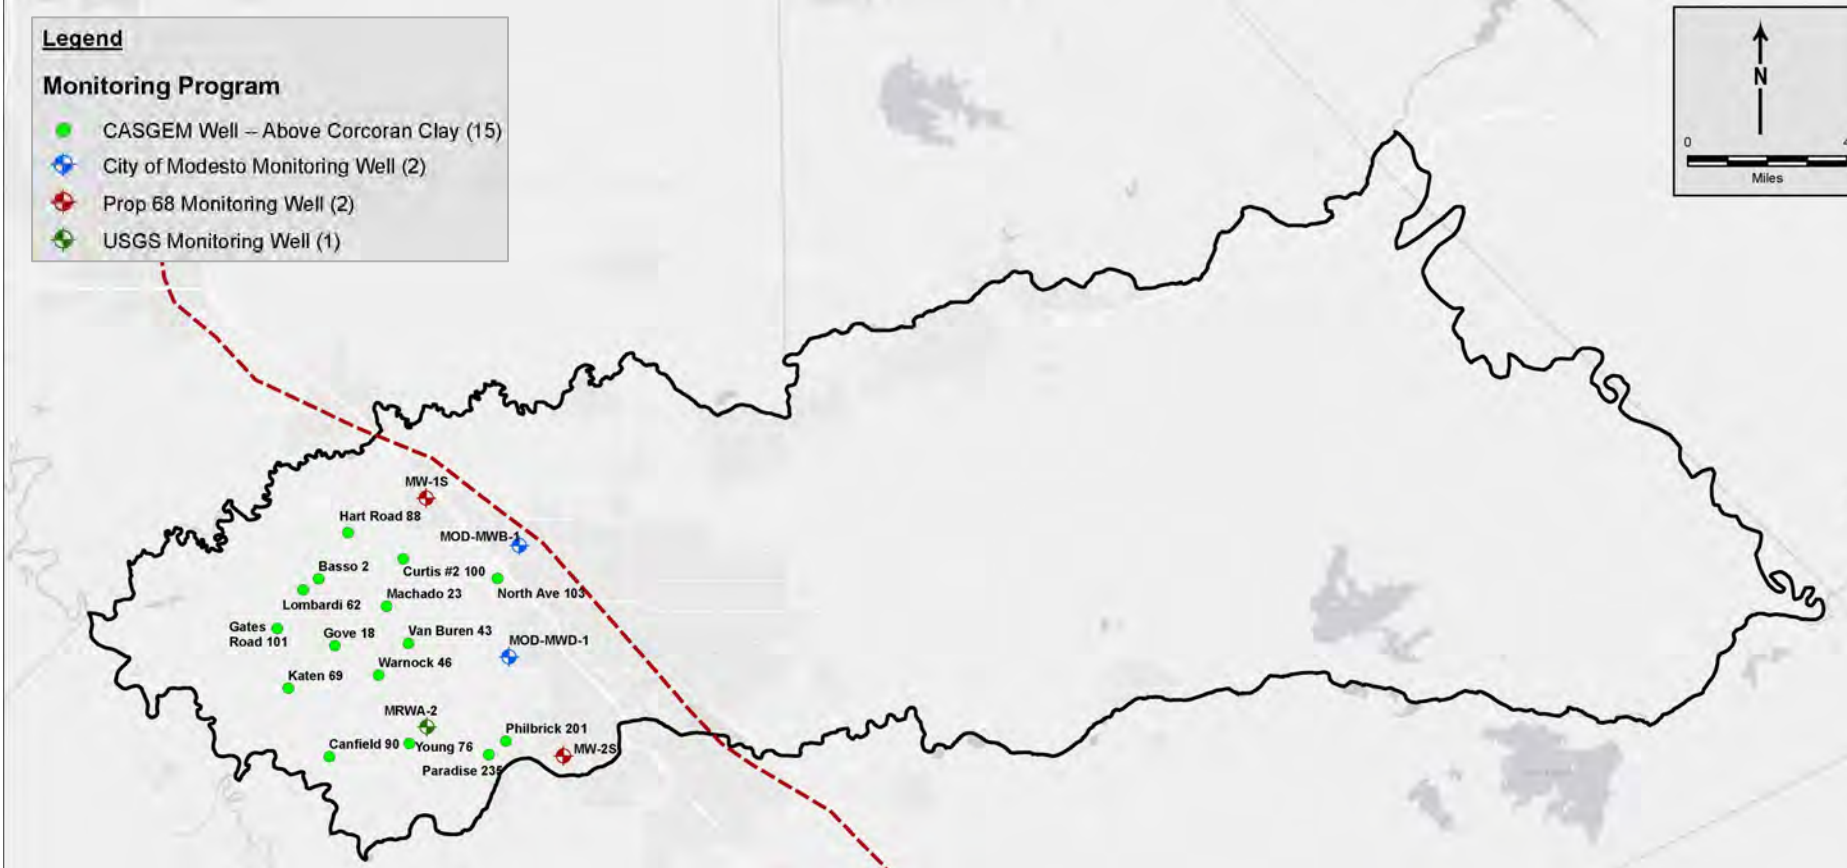 Legend
Monitoring Program
CASGEM Well – Above Corcoran Clay (15)
City of Modesto Monitoring Well (2)
Prop 68 Monitoring Well (2)
USGS Monitoring Well (1)
N
0 4
Miles
MW-1S
Hart Road 88
MOD-MWB-1
Basso 2
Curtis #2 100
Lombardi 62
Machado 23
North Ave 103
Gates
Road 101
Gove 18
Van Buren 43
MOD-MWD-1
Warnock 46
Katen 69
MRWA-2
Philbrick 201
Canfield 90
Young 76
MW-2S
Paradise 235